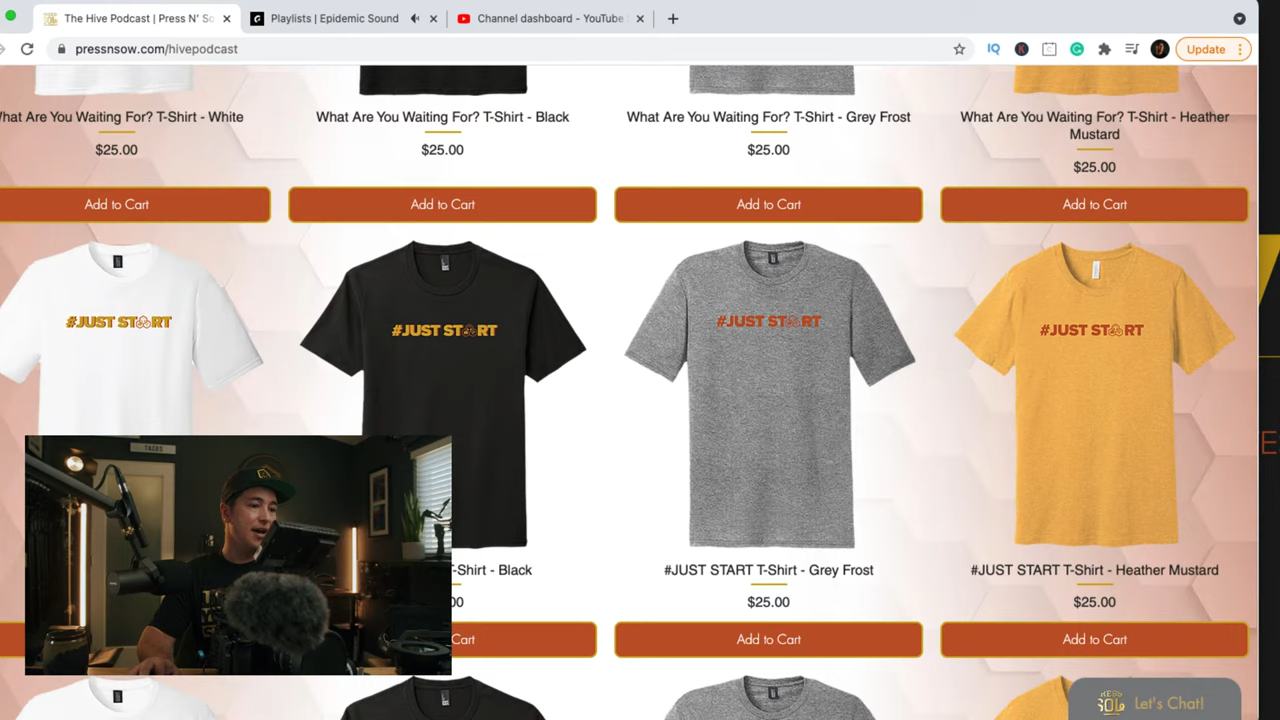 The Hive Podcast | Press N' So
Playlists | Epidemic Sound
Channel dashboard - YouTube
pressnsow.com/hivepodcast
IQ
K
Update
hat Are You Waiting For? T-Shirt - White
$25.00
Add to Cart
What Are You Waiting For? T-Shirt - Black
$25.00
Add to Cart
What Are You Waiting For? T-Shirt - Grey Frost
$25.00
Add to Cart
What Are You Waiting For? T-Shirt - Heather
Mustard
$25.00
Add to Cart
#JUST START
#JUST START
#JUST START
#JUST START
TACOS
T-Shirt - Black
00
Cart
#JUST START T-Shirt - Grey Frost
$25.00
Add to Cart
#JUST START T-Shirt - Heather Mustard
$25.00
Add to Cart
E
Let's Chat!